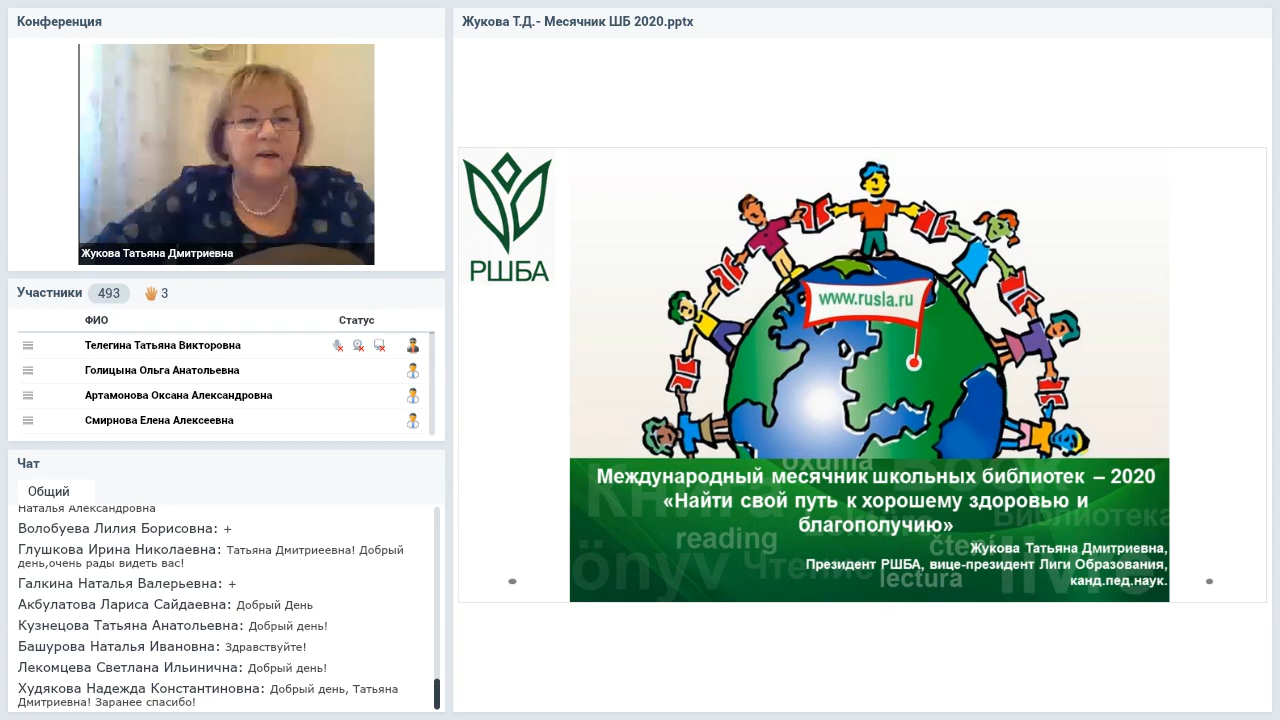 Конференция
Жукова Татьяна Дмитриевна
Участники 493 3
ФИО Статус
Телегина Татьяна Викторовна
Голицына Ольга Анатольевна
Артамонова Оксана Александровна
Смирнова Елена Алексеевна
Чат
Общий
Наталья Александровна
Волобуева Лилия Борисовна: +
Глушкова Ирина Николаевна: Татьяна Дмитрииеевна! Добрый
день,очень рады видеть вас!
Галкина Наталья Валерьевна: +
Акбулатова Лариса Сайдаевна: Добрый День
Кузнецова Татьяна Анатольевна: Добрый день!
Башурова Наталья Ивановна: Здравствуйте!
Лекомцева Светлана Ильинична: Добрый день!
Худякова Надежда Константиновна: Добрый день, Татьяна
Дмитриевна! Заранее спасибо!
Жукова Т.Д.- Месячник ШБ 2020.pptx
РШБА
www.rusla.ru
Международный месячник школьных библиотек – 2020
«Найти свой путь к хорошему здоровью и
благополучию»
Жукова Татьяна Дмитриевна,
Президент РШБА, вице-президент Лиги Образования,
канд.пед.наук.
Библиотека
reading
čtení
könyv
Чтение
lectura